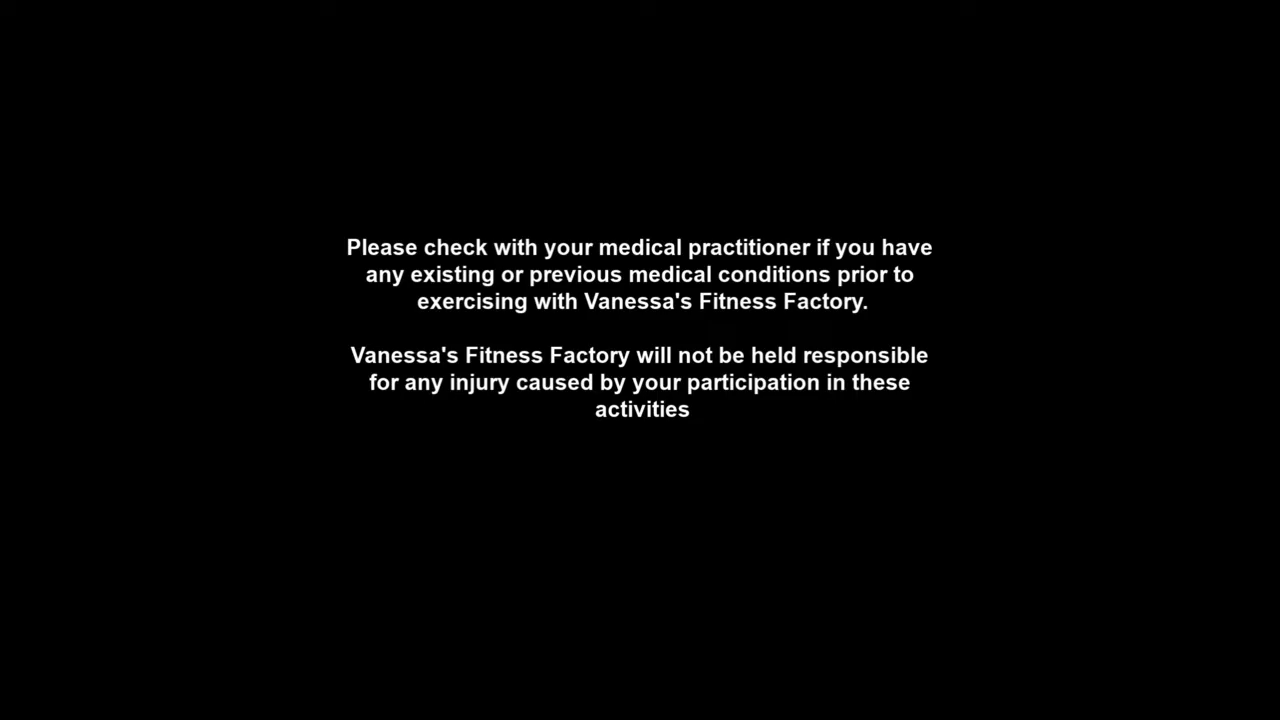 Please check with your medical practitioner if you have
any existing or previous medical conditions prior to
exercising with Vanessa's Fitness Factory.
Vanessa's Fitness Factory will not be held responsible
for any injury caused by your participation in these
activities